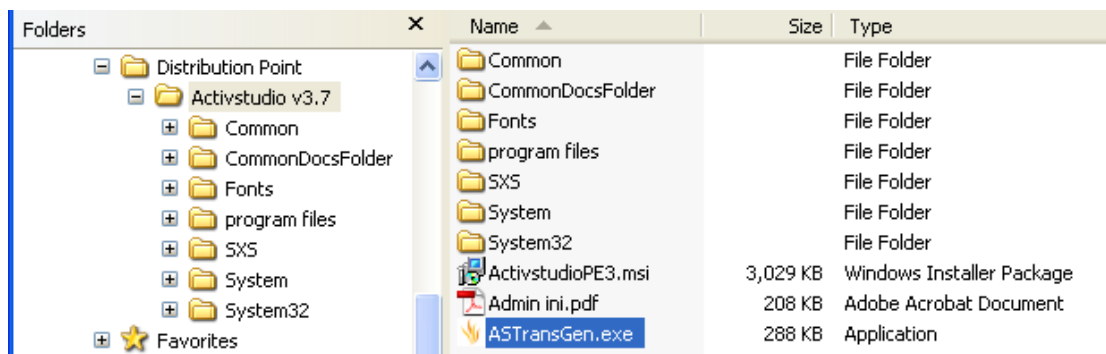 Folders
Distribution Point
Activstudio v3.7
Common
CommonDocsFolder
Fonts
program files
SXS
System
System32
Favorites
Name Size Type
Common File Folder
CommonDocsFolder File Folder
Fonts File Folder
program files File Folder
SXS File Folder
System File Folder
System32 File Folder
ActivstudioPE3.msi 3,029 KB Windows Installer Package
Admin ini.pdf 208 KB Adobe Acrobat Document
ASTransGen.exe 288 KB Application